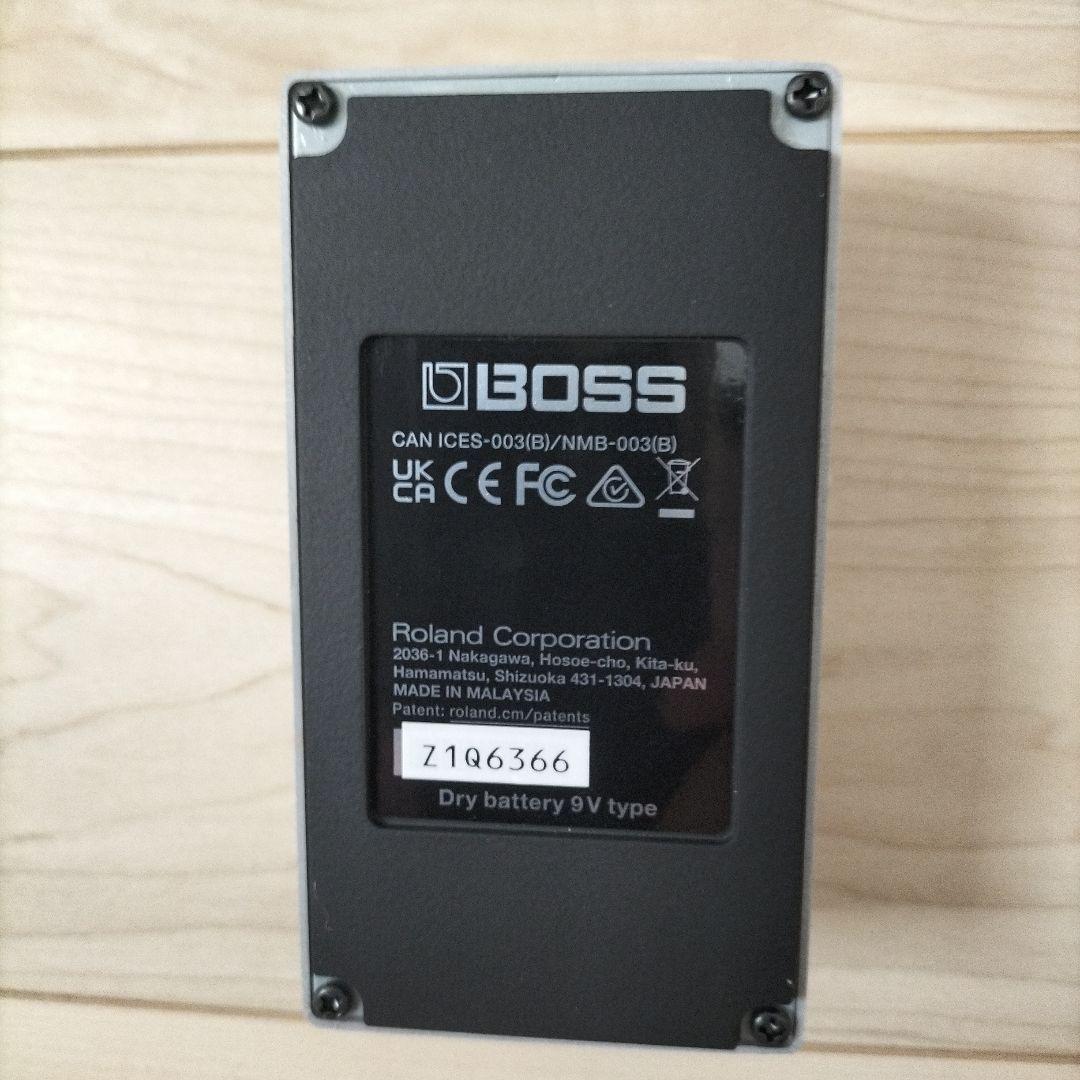 BOSS
CAN ICES-003(B)/NMB-003(B)
UK CA CE FC
Roland Corporation
2036-1 Nakagawa, Hosoe-cho, Kita-ku,
Hamamatsu, Shizuoka 431-1304, JAPAN
MADE IN MALAYSIA
Patent: roland.cm/patents
Z1Q6366
Dry battery 9V type